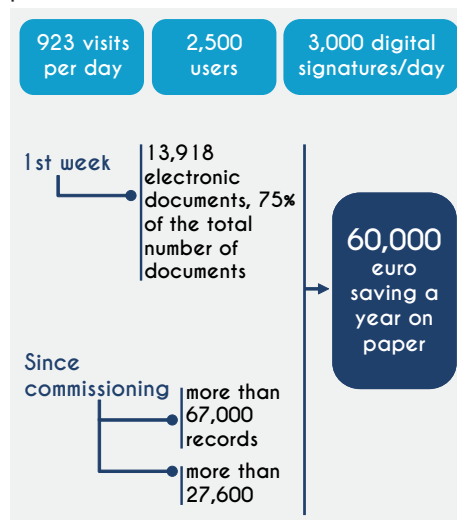 923 visits
per day
2,500
users
3,000 digital
signatures/day
1st week
13,918
electronic
documents, 75%
of the total
number of
documents
60,000
euro
saving a
year on
paper
Since
commissioning
more than
67,000
records
more than
27,600